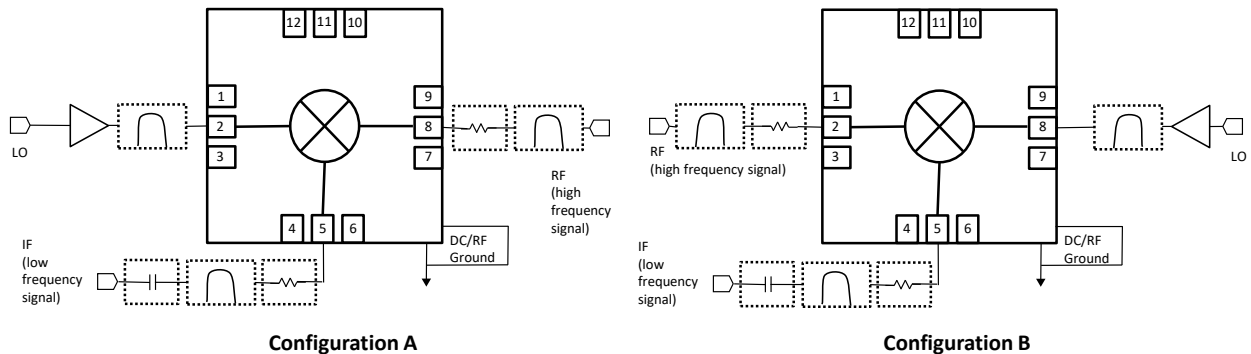 12 11 10
1
2
3
9
8
7
4 5 6
LO
RF
(high
frequency
signal)
IF
(low
frequency
signal)
DC/RF
Ground
Configuration A
12 11 10
1
2
3
9
8
7
4 5 6
RF
(high frequency signal)
LO
IF
(low
frequency
signal)
DC/RF
Ground
Configuration B